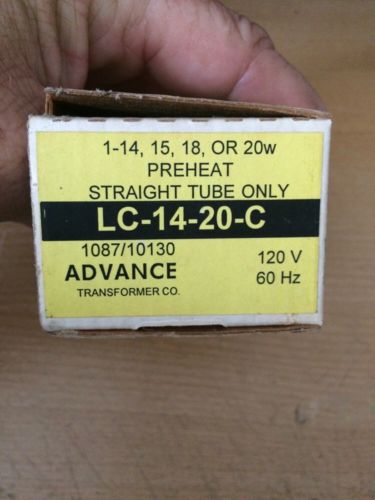 1-14, 15, 18, OR 20w
PREHEAT
STRAIGHT TUBE ONLY
LC-14-20-C
1087/10130
120 V
ADVANCE
60 Hz
TRANSFORMER CO.